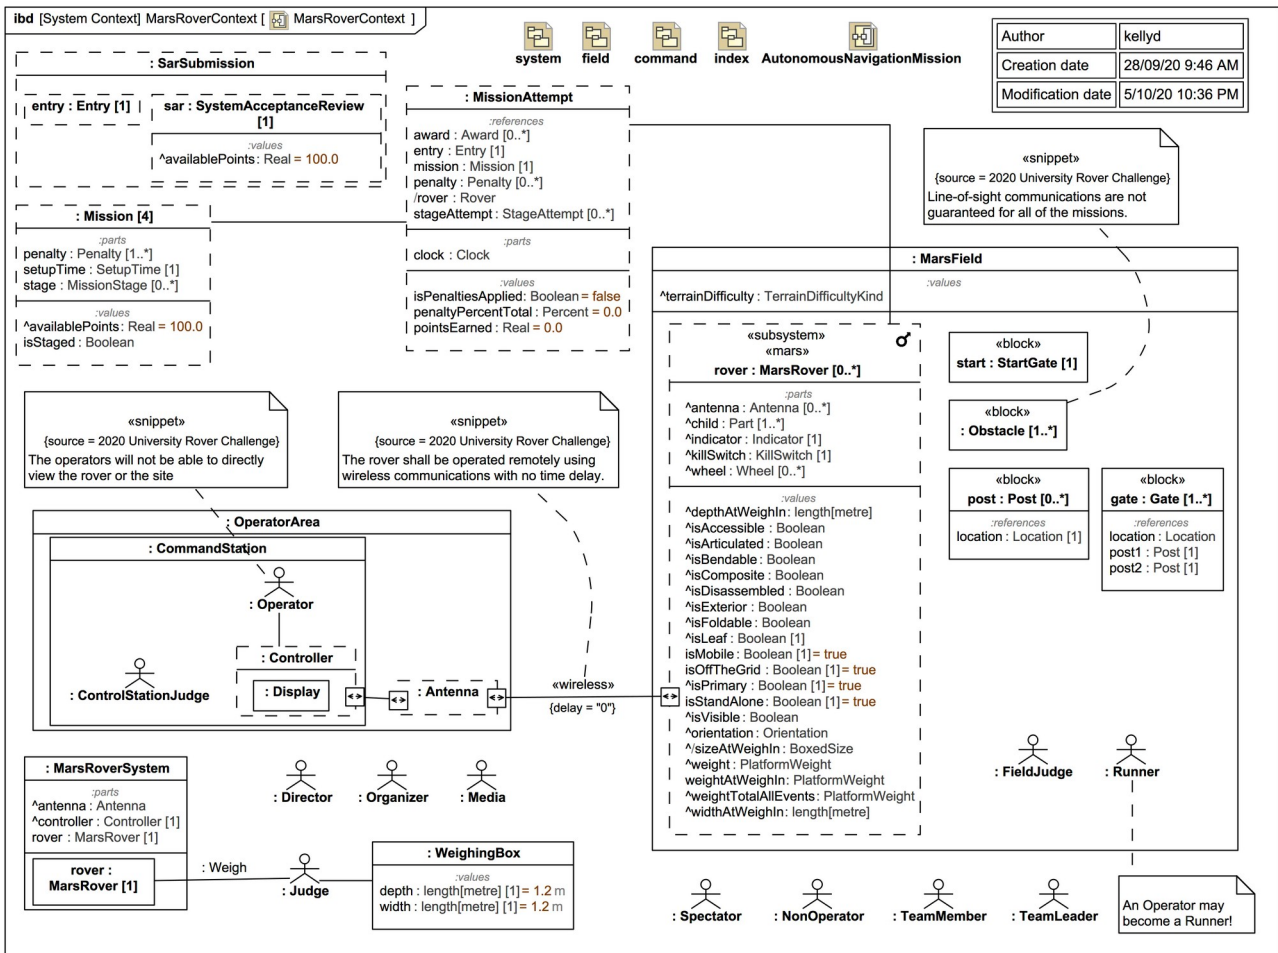 ibd [System Context] MarsRoverContext [ MarsRoverContext ]
system
field
command
index
AutonomousNavigationMission
Author kellyd
Creation date 28/09/20 9:46 AM
Modification date 5/10/20 10:36 PM
: SarSubmission
entry : Entry [1]
sar : SystemAcceptanceReview
[1]
:values
^availablePoints : Real = 100.0
: Mission [4]
:parts
penalty : Penalty [1..*]
setupTime : SetupTime [1]
stage : MissionStage [0..*]
:values
^availablePoints : Real = 100.0
isStaged : Boolean
: MissionAttempt
:references
award : Award [0..*]
entry : Entry [1]
mission : Mission [1]
penalty : Penalty [0..*]
/rover : Rover
stageAttempt : StageAttempt [0..*]
:parts
clock : Clock
:values
isPenaltiesApplied : Boolean = false
penaltyPercentTotal : Percent = 0.0
pointsEarned : Real = 0.0
«snippet»
{source = 2020 University Rover Challenge}
Line-of-sight communications are not
guaranteed for all of the missions.
: MarsField
:values
^terrainDifficulty : TerrainDifficultyKind
«subsystem»
«mars»
rover : MarsRover [0..*]
:parts
^antenna : Antenna [0..*]
^child : Part [1..*]
^indicator : Indicator [1]
^killSwitch : KillSwitch [1]
^wheel : Wheel [0..*]
:values
^depthAtWeighIn : length[metre]
^isAccessible : Boolean
^isArticulated : Boolean
^isBendable : Boolean
^isComposite : Boolean
^isDisassembled : Boolean
^isExterior : Boolean
^isFoldable : Boolean
^isLeaf : Boolean [1]
isMobile : Boolean [1] = true
isOffTheGrid : Boolean [1] = true
^isPrimary : Boolean [1] = true
isStandAlone : Boolean [1] = true
^isVisible : Boolean
^orientation : Orientation
^/sizeAtWeighIn : BoxedSize
^weight : PlatformWeight
weightAtWeighIn : PlatformWeight
^weightTotalAllEvents : PlatformWeight
^widthAtWeighIn : length[metre]
«block»
start : StartGate [1]
«block»
: Obstacle [1..*]
«block»
post : Post [0..*]
:references
location : Location [1]
«block»
gate : Gate [1..*]
:references
location : Location
post1 : Post [1]
post2 : Post [1]
: FieldJudge
: Runner
«snippet»
{source = 2020 University Rover Challenge}
The operators will not be able to directly
view the rover or the site
«snippet»
{source = 2020 University Rover Challenge}
The rover shall be operated remotely using
wireless communications with no time delay.
: OperatorArea
: CommandStation
: Operator
: Controller
: Display
: ControlStationJudge
: Antenna
«wireless»
{delay = "0"}
: MarsRoverSystem
:parts
^antenna : Antenna
^controller : Controller [1]
rover : MarsRover [1]
rover :
MarsRover [1]
: Weigh
: Director
: Organizer
: Media
: Judge
: WeighingBox
:values
depth : length[metre] [1] = 1.2 m
width : length[metre] [1] = 1.2 m
: Spectator
: NonOperator
: TeamMember
: TeamLeader
An Operator may
become a Runner!